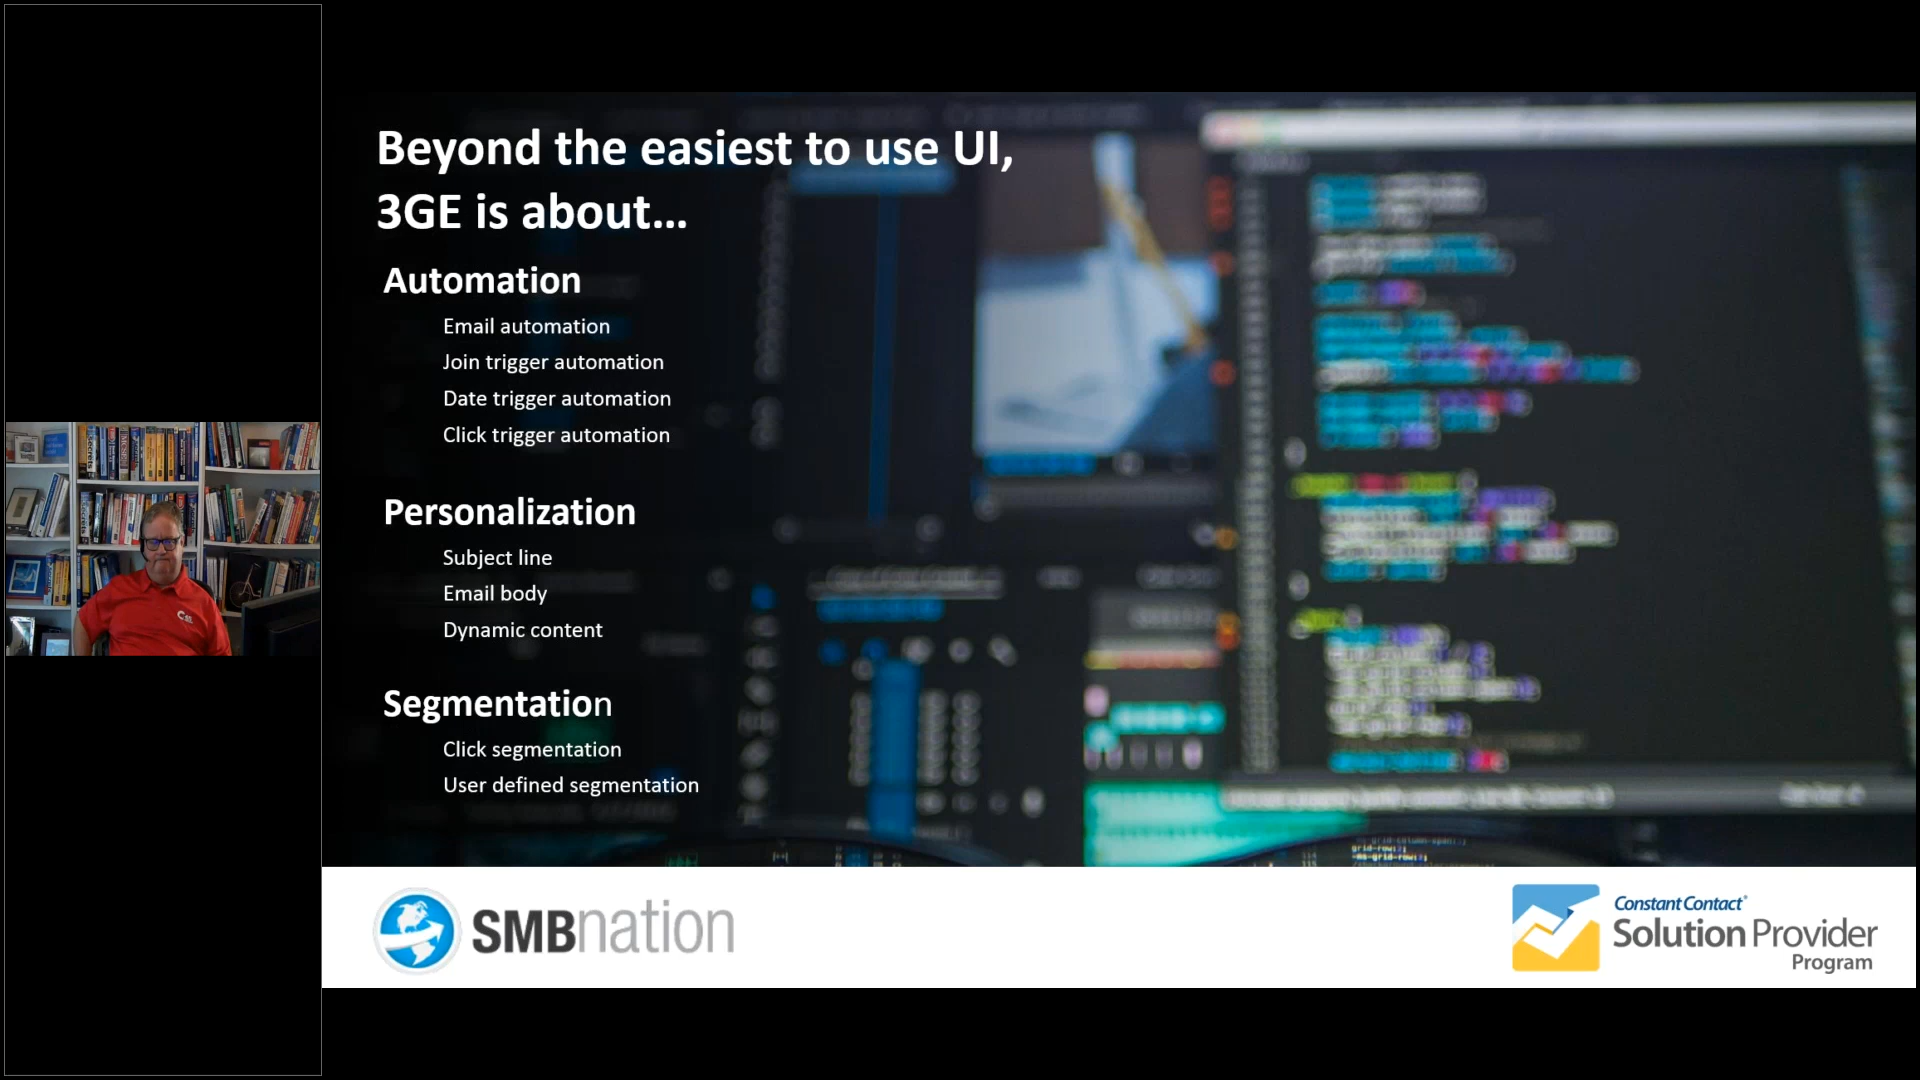 Beyond the easiest to use UI,
3GE is about...
Automation
Email automation
Join trigger automation
Date trigger automation
Click trigger automation
Personalization
Subject line
Email body
Dynamic content
Segmentation
Click segmentation
User defined segmentation
SMBnation
Constant Contact®
Solution Provider
Program